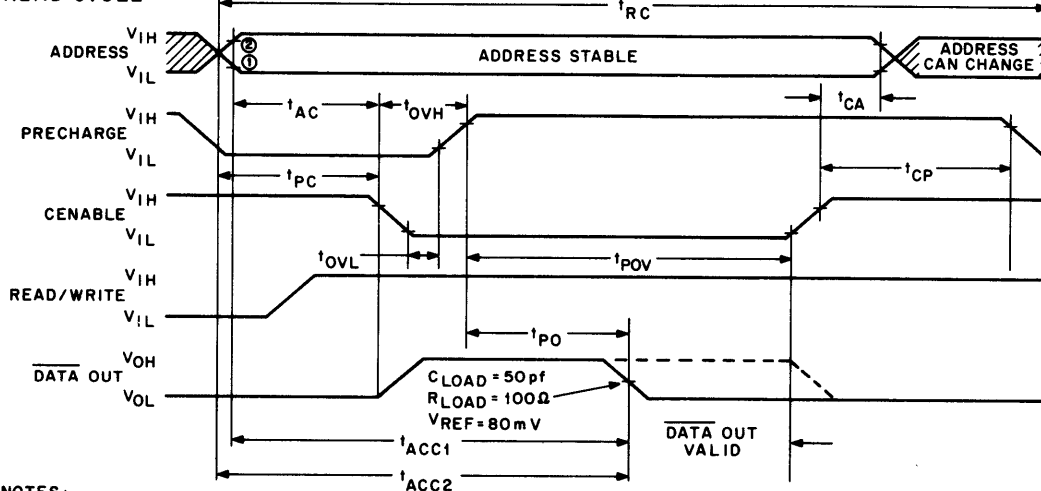 tRC
ADDRESS
VIH
VIL
②
①
ADDRESS STABLE
ADDRESS
CAN CHANGE
tAC
tOVH
tCA
PRECHARGE
VIH
VIL
tPC
tCP
CENABLE
VIH
VIL
tOVL
tPOV
READ/WRITE
VIH
VIL
tPO
DATA OUT
VOH
VOL
CLOAD = 50pf
RLOAD = 100Ω
VREF = 80mV
DATA OUT
VALID
tACC1
tACC2
NOTES: